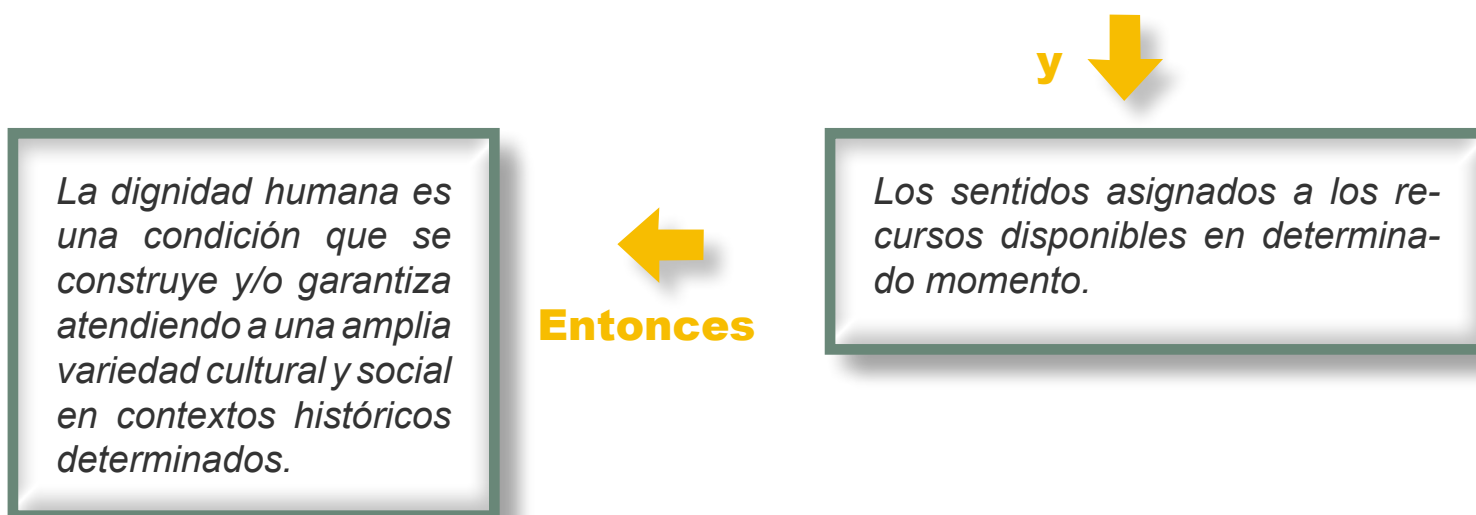 y
Los sentidos asignados a los re-
cursos disponibles en determina-
do momento.
Entonces
La dignidad humana es
una condición que se
construye y/o garantiza
atendiendo a una amplia
variedad cultural y social
en contextos históricos
determinados.